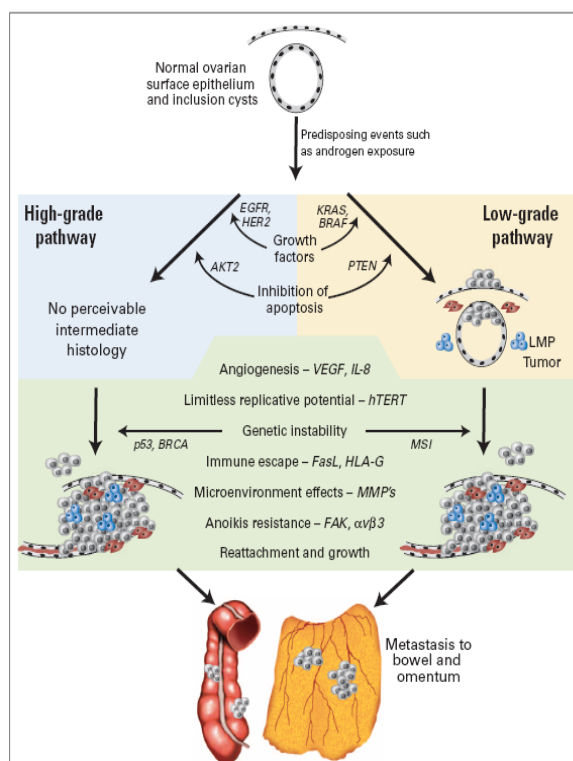 Normal ovarian
surface epithelium
and inclusion cysts
Predisposing events such
as androgen exposure
High-grade
pathway
EGFR,
HER2
KRAS,
BRAF
Low-grade
pathway
Growth
factors
AKT2
PTEN
Inhibition of
apoptosis
No perceivable
intermediate
histology
LMP
Tumor
Angiogenesis – VEGF, IL-8
Limitless replicative potential – hTERT
Genetic instability
p53, BRCA
MSI
Immune escape – FasL, HLA-G
Microenvironment effects – MMP's
Anoikis resistance – FAK, αvβ3
Reattachment and growth
Metastasis to
bowel and
omentum